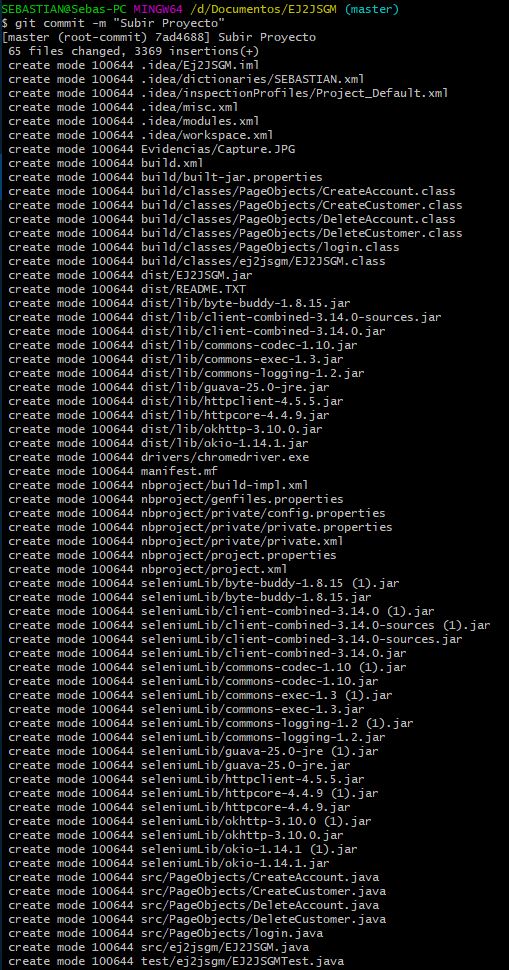 SEBASTIAN@Sebas-PC MINGW64 /d/Documentos/EJ2JSGM (master)
$ git commit -m "Subir Proyecto"
[master (root-commit) 7ad4688] Subir Proyecto
 65 files changed, 3369 insertions(+)
 create mode 100644 .idea/Ej2JSGM.iml
 create mode 100644 .idea/dictionaries/SEBASTIAN.xml
 create mode 100644 .idea/inspectionProfiles/Project_Default.xml
 create mode 100644 .idea/misc.xml
 create mode 100644 .idea/modules.xml
 create mode 100644 .idea/workspace.xml
 create mode 100644 Evidencias/Capture.JPG
 create mode 100644 build.xml
 create mode 100644 build/built-jar.properties
 create mode 100644 build/classes/PageObjects/CreateAccount.class
 create mode 100644 build/classes/PageObjects/CreateCustomer.class
 create mode 100644 build/classes/PageObjects/DeleteAccount.class
 create mode 100644 build/classes/PageObjects/DeleteCustomer.class
 create mode 100644 build/classes/PageObjects/login.class
 create mode 100644 build/classes/ej2jsgm/EJ2JSGM.class
 create mode 100644 dist/EJ2JSGM.jar
 create mode 100644 dist/README.TXT
 create mode 100644 dist/lib/byte-buddy-1.8.15.jar
 create mode 100644 dist/lib/client-combined-3.14.0-sources.jar
 create mode 100644 dist/lib/client-combined-3.14.0.jar
 create mode 100644 dist/lib/commons-codec-1.10.jar
 create mode 100644 dist/lib/commons-exec-1.3.jar
 create mode 100644 dist/lib/commons-logging-1.2.jar
 create mode 100644 dist/lib/guava-25.0-jre.jar
 create mode 100644 dist/lib/httpclient-4.5.5.jar
 create mode 100644 dist/lib/httpcore-4.4.9.jar
 create mode 100644 dist/lib/okhttp-3.10.0.jar
 create mode 100644 dist/lib/okio-1.14.1.jar
 create mode 100644 drivers/chromedriver.exe
 create mode 100644 manifest.mf
 create mode 100644 nbproject/build-impl.xml
 create mode 100644 nbproject/genfiles.properties
 create mode 100644 nbproject/private/config.properties
 create mode 100644 nbproject/private/private.properties
 create mode 100644 nbproject/private/private.xml
 create mode 100644 nbproject/project.properties
 create mode 100644 nbproject/project.xml
 create mode 100644 seleniumLib/byte-buddy-1.8.15 (1).jar
 create mode 100644 seleniumLib/byte-buddy-1.8.15.jar
 create mode 100644 seleniumLib/client-combined-3.14.0 (1).jar
 create mode 100644 seleniumLib/client-combined-3.14.0-sources (1).jar
 create mode 100644 seleniumLib/client-combined-3.14.0-sources.jar
 create mode 100644 seleniumLib/client-combined-3.14.0.jar
 create mode 100644 seleniumLib/commons-codec-1.10 (1).jar
 create mode 100644 seleniumLib/commons-codec-1.10.jar
 create mode 100644 seleniumLib/commons-exec-1.3 (1).jar
 create mode 100644 seleniumLib/commons-exec-1.3.jar
 create mode 100644 seleniumLib/commons-logging-1.2 (1).jar
 create mode 100644 seleniumLib/commons-logging-1.2.jar
 create mode 100644 seleniumLib/guava-25.0-jre (1).jar
 create mode 100644 seleniumLib/guava-25.0-jre.jar
 create mode 100644 seleniumLib/httpclient-4.5.5.jar
 create mode 100644 seleniumLib/httpcore-4.4.9 (1).jar
 create mode 100644 seleniumLib/httpcore-4.4.9.jar
 create mode 100644 seleniumLib/okhttp-3.10.0 (1).jar
 create mode 100644 seleniumLib/okhttp-3.10.0.jar
 create mode 100644 seleniumLib/okio-1.14.1 (1).jar
 create mode 100644 seleniumLib/okio-1.14.1.jar
 create mode 100644 src/PageObjects/CreateAccount.java
 create mode 100644 src/PageObjects/CreateCustomer.java
 create mode 100644 src/PageObjects/DeleteAccount.java
 create mode 100644 src/PageObjects/DeleteCustomer.java
 create mode 100644 src/PageObjects/login.java
 create mode 100644 src/ej2jsgm/EJ2JSGM.java
 create mode 100644 test/ej2jsgm/EJ2JSGMTest.java